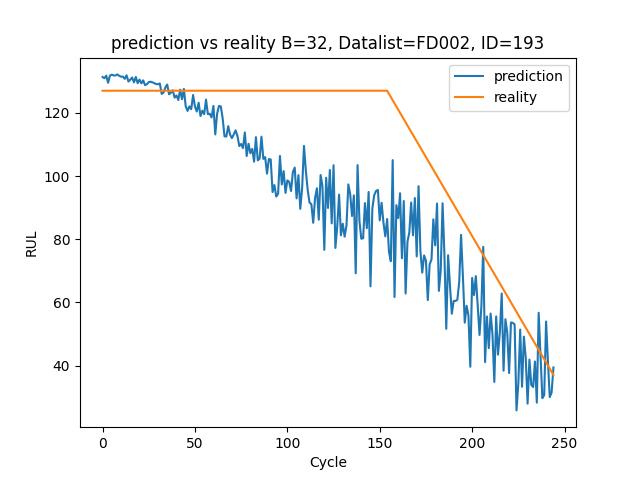 prediction vs reality B=32, Datalist=FD002, ID=193
prediction
reality
RUL
120
100
80
60
40
0
50
100
150
200
250
Cycle